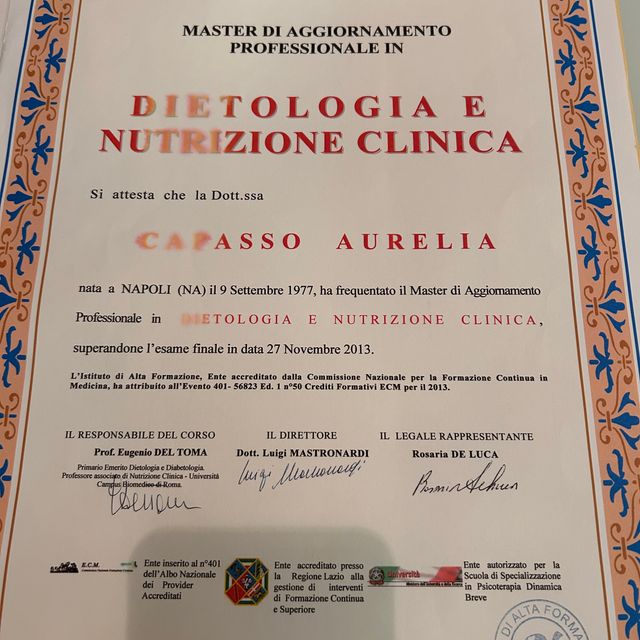 MASTER DI AGGIORNAMENTO
PROFESSIONALE IN
DIETOLOGIA E
NUTRIZIONE CLINICA
Si attesta che la Dott.ssa
CAPASSO AURELIA
nata a NAPOLI (NA) il 9 Settembre 1977, ha frequentato il Master di Aggiornamento
Professionale in DIETOLOGIA E NUTRIZIONE CLINICA,
superandone l'esame finale in data 27 Novembre 2013.
L'Istituto di Alta Formazione, Ente accreditato dalla Commissione Nazionale per la Formazione Continua in
Medicina, ha attribuito all'Evento 401- 56823 Ed. 1 n°50 Crediti Formativi ECM per il 2013.
IL RESPONSABILE DEL CORSO
Prof. Eugenio DEL TOMA
Primario Emerito Dietologia e Diabetologia.
Professore associato di Nutrizione Clinica - Università
Campus Biomedico di Roma.
IL DIRETTORE
Dott. Luigi MASTRONARDI
Luigi Mastronardi
IL LEGALE RAPPRESENTANTE
Rosaria DE LUCA
E.C.M.
Ente inserito al n°401
dell'Albo Nazionale
dei Provider
Accreditati
Ente accreditato presso
la Regione Lazio alla
gestione di interventi
di Formazione Continua
e Superiore
Università
Ente autorizzato per la
Scuola di Specializzazione
in Psicoterapia Dinamica
Breve
DI ALTA FORMA